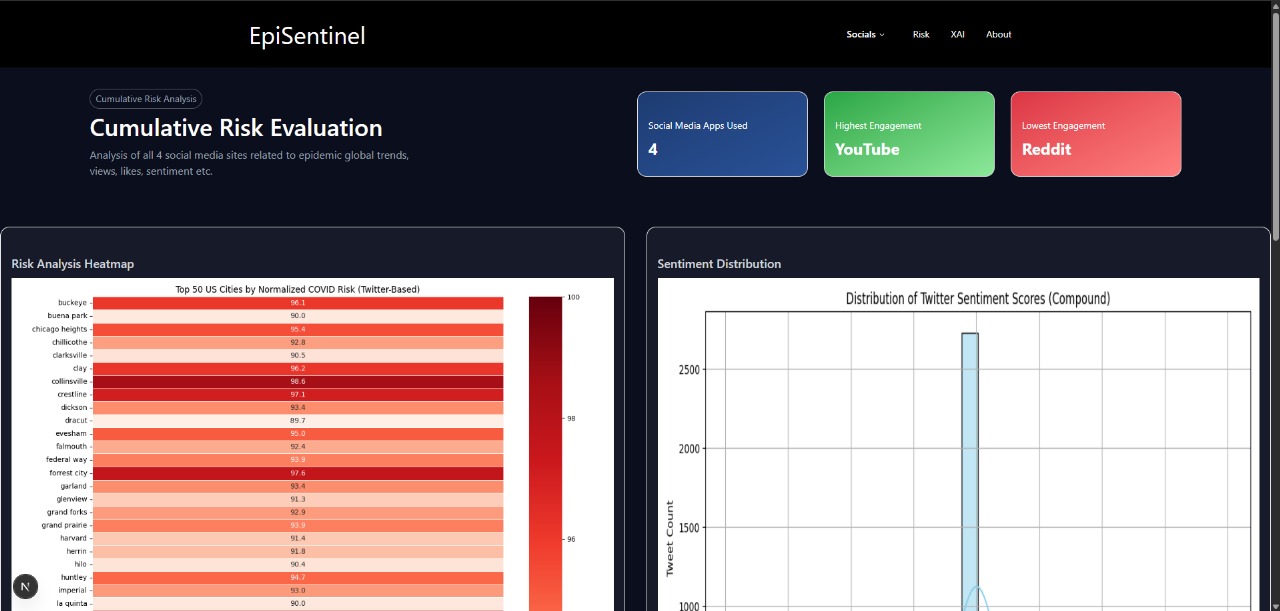 EpiSentinel
Socials Risk XAI About
Cumulative Risk Analysis
Cumulative Risk Evaluation
Analysis of all 4 social media sites related to epidemic global trends,
views, likes, sentiment etc.
Social Media Apps Used
4
Highest Engagement
YouTube
Lowest Engagement
Reddit
Risk Analysis Heatmap
Top 50 US Cities by Normalized COVID Risk (Twitter-Based)
buckeye 96.1
buena park 90.0
chicago heights 95.4
chillicothe 92.8
clarksville 90.5
clay 96.2
collinsville 98.6
crestline 97.1
dickson 93.4
dracut 89.7
evesham 95.0
falmouth 92.4
federal way 93.9
forrest city 97.6
garland 93.4
glenview 91.3
grand forks 92.9
grand prairie 93.9
harvard 91.4
herrin 91.8
hilo 90.4
huntley 94.7
imperial 93.0
la quinta 90.0
100
98
96
N
Sentiment Distribution
Distribution of Twitter Sentiment Scores (Compound)
Tweet Count
2500
2000
1500
1000